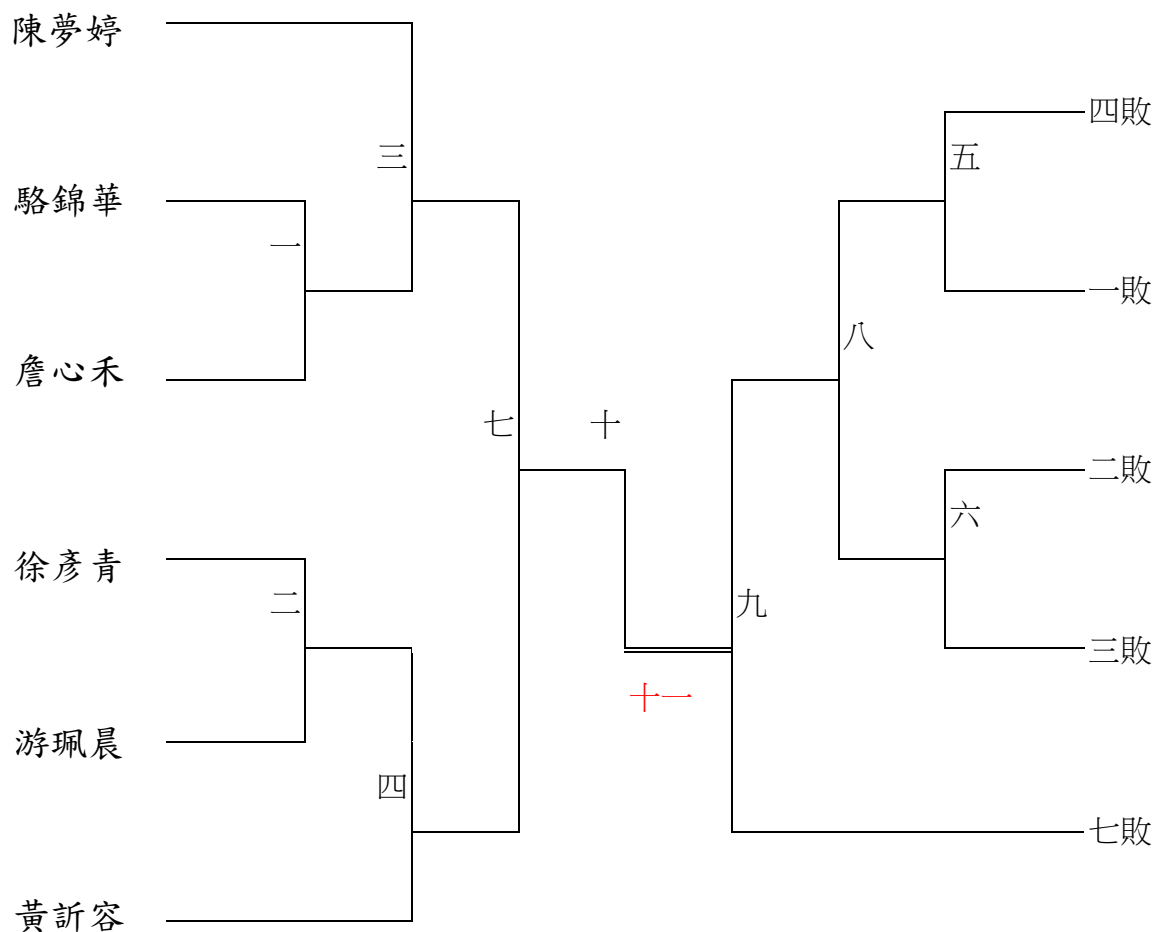 陳夢婷
四敗
三
五
駱錦華
一
一敗
八
詹心禾
七
十
二敗
六
徐彥青
二
九
三敗
十一
游珮晨
四
七敗
黃訢容